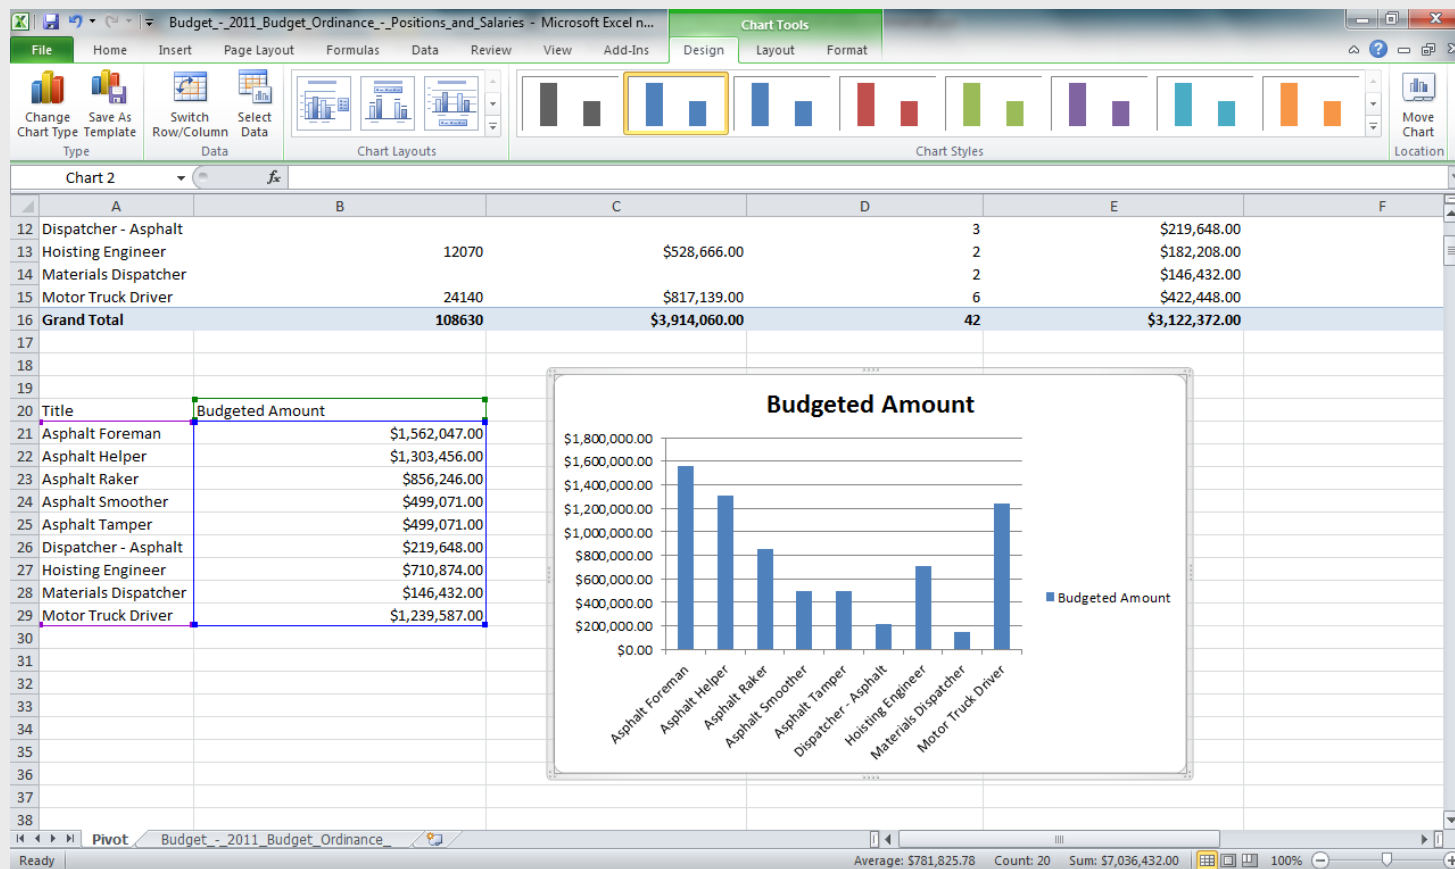 Budget_-_2011_Budget_Ordinance_-_Positions_and_Salaries - Microsoft Excel n...
Chart Tools
File Home Insert Page Layout Formulas Data Review View Add-Ins Design Layout Format
Change Chart Type
Save As Template
Switch Row/Column
Select Data
Move Chart
Type Data Chart Layouts Chart Styles Location
Chart 2 fx
A B C D E F
12 Dispatcher - Asphalt 3 $219,648.00
13 Hoisting Engineer 12070 $528,666.00 2 $182,208.00
14 Materials Dispatcher 2 $146,432.00
15 Motor Truck Driver 24140 $817,139.00 6 $422,448.00
16 Grand Total 108630 $3,914,060.00 42 $3,122,372.00
17
18
19
20 Title Budgeted Amount
21 Asphalt Foreman $1,562,047.00
22 Asphalt Helper $1,303,456.00
23 Asphalt Raker $856,246.00
24 Asphalt Smoother $499,071.00
25 Asphalt Tamper $499,071.00
26 Dispatcher - Asphalt $219,648.00
27 Hoisting Engineer $710,874.00
28 Materials Dispatcher $146,432.00
29 Motor Truck Driver $1,239,587.00
30
31
32
33
34
35
36
37
38
Budgeted Amount
$1,800,000.00
$1,600,000.00
$1,400,000.00
$1,200,000.00
$1,000,000.00
$800,000.00
$600,000.00
$400,000.00
$200,000.00
$0.00
Asphalt Foreman
Asphalt Helper
Asphalt Raker
Asphalt Smoother
Asphalt Tamper
Dispatcher - Asphalt
Hoisting Engineer
Materials Dispatcher
Motor Truck Driver
Budgeted Amount
Pivot Budget_-_2011_Budget_Ordinance_
Ready Average: $781,825.78 Count: 20 Sum: $7,036,432.00 100%